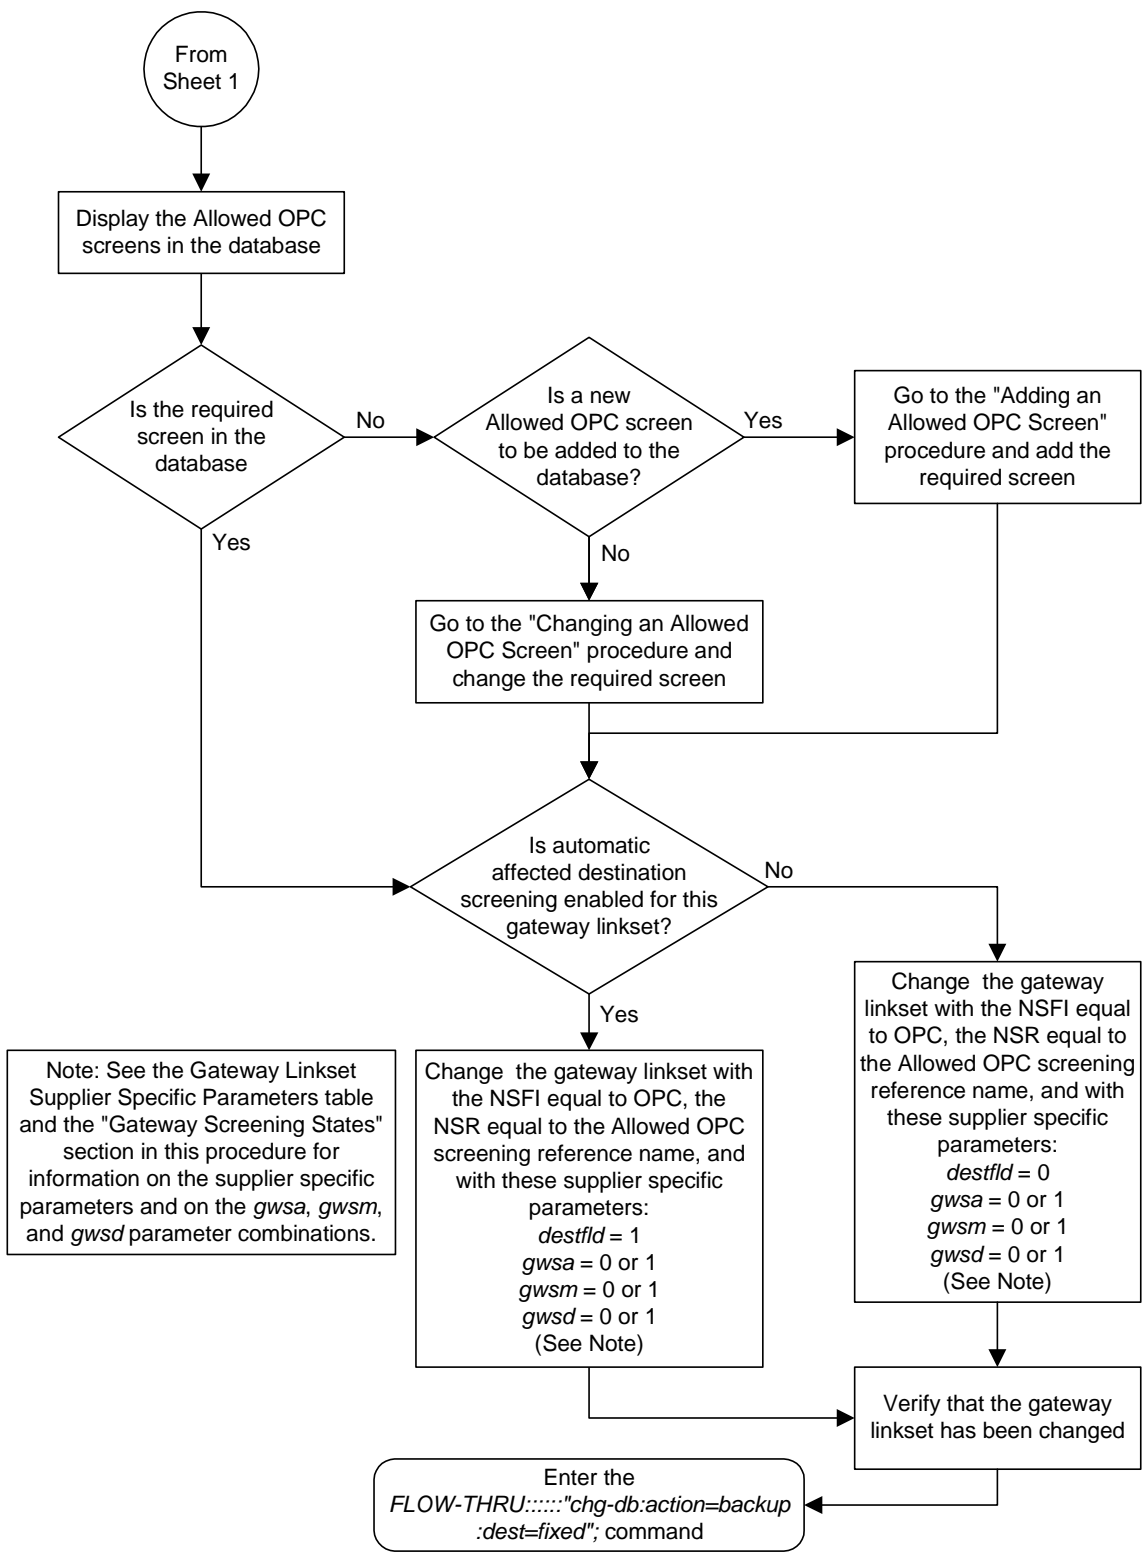 From
Sheet 1
Display the Allowed OPC
screens in the database
Is the required
screen in the
database
No
Yes
Is a new
Allowed OPC screen
to be added to the
database?
Yes
No
Go to the "Adding an
Allowed OPC Screen"
procedure and add the
required screen
Go to the "Changing an Allowed
OPC Screen" procedure and
change the required screen
Is automatic
affected destination
screening enabled for this
gateway linkset?
No
Yes
Change  the gateway
linkset with the NSFI equal
to OPC, the NSR equal to
the Allowed OPC screening
reference name, and with
these supplier specific
parameters:
destfld = 0
gwsa = 0 or 1
gwsm = 0 or 1
gwsd = 0 or 1
(See Note)
Note: See the Gateway Linkset
Supplier Specific Parameters table
and the "Gateway Screening States"
section in this procedure for
information on the supplier specific
parameters and on the gwsa, gwsm,
and gwsd parameter combinations.
Change  the gateway linkset with
the NSFI equal to OPC, the
NSR equal to the Allowed OPC
screening reference name, and
with these supplier specific
parameters:
destfld = 1
gwsa = 0 or 1
gwsm = 0 or 1
gwsd = 0 or 1
(See Note)
Verify that the gateway
linkset has been changed
Enter the
FLOW-THRU::::::"chg-db:action=backup
:dest=fixed"; command